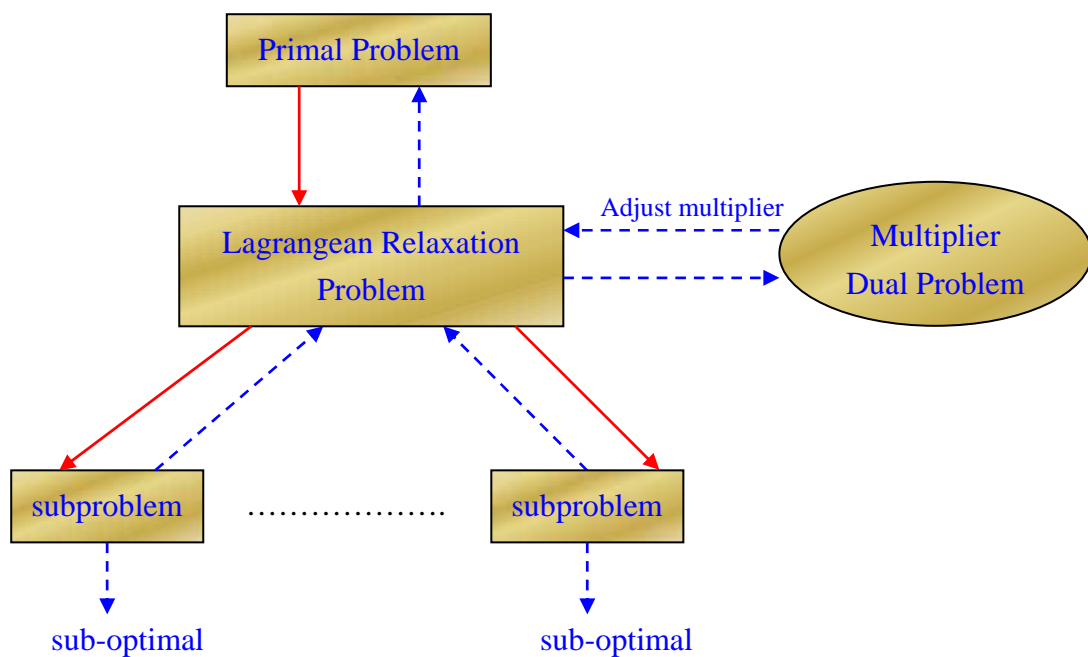 Primal Problem
Adjust multiplier
Lagrangean Relaxation
Problem
Multiplier
Dual Problem
subproblem
………………….
subproblem
sub-optimal
sub-optimal